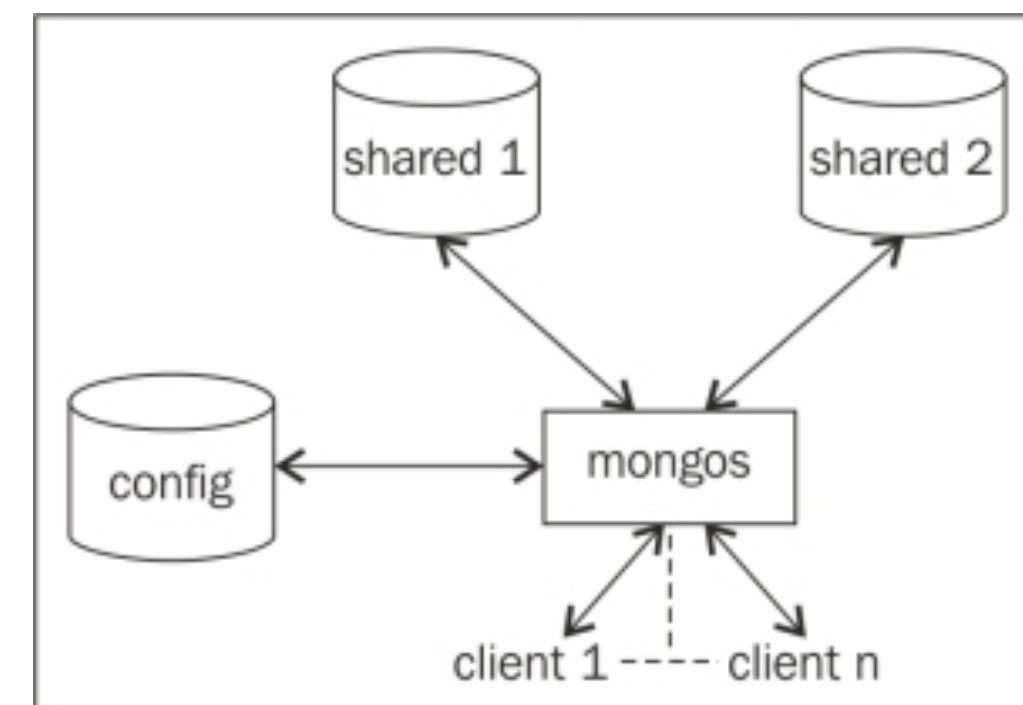 shared 1
shared 2
config
mongos
client 1
client n